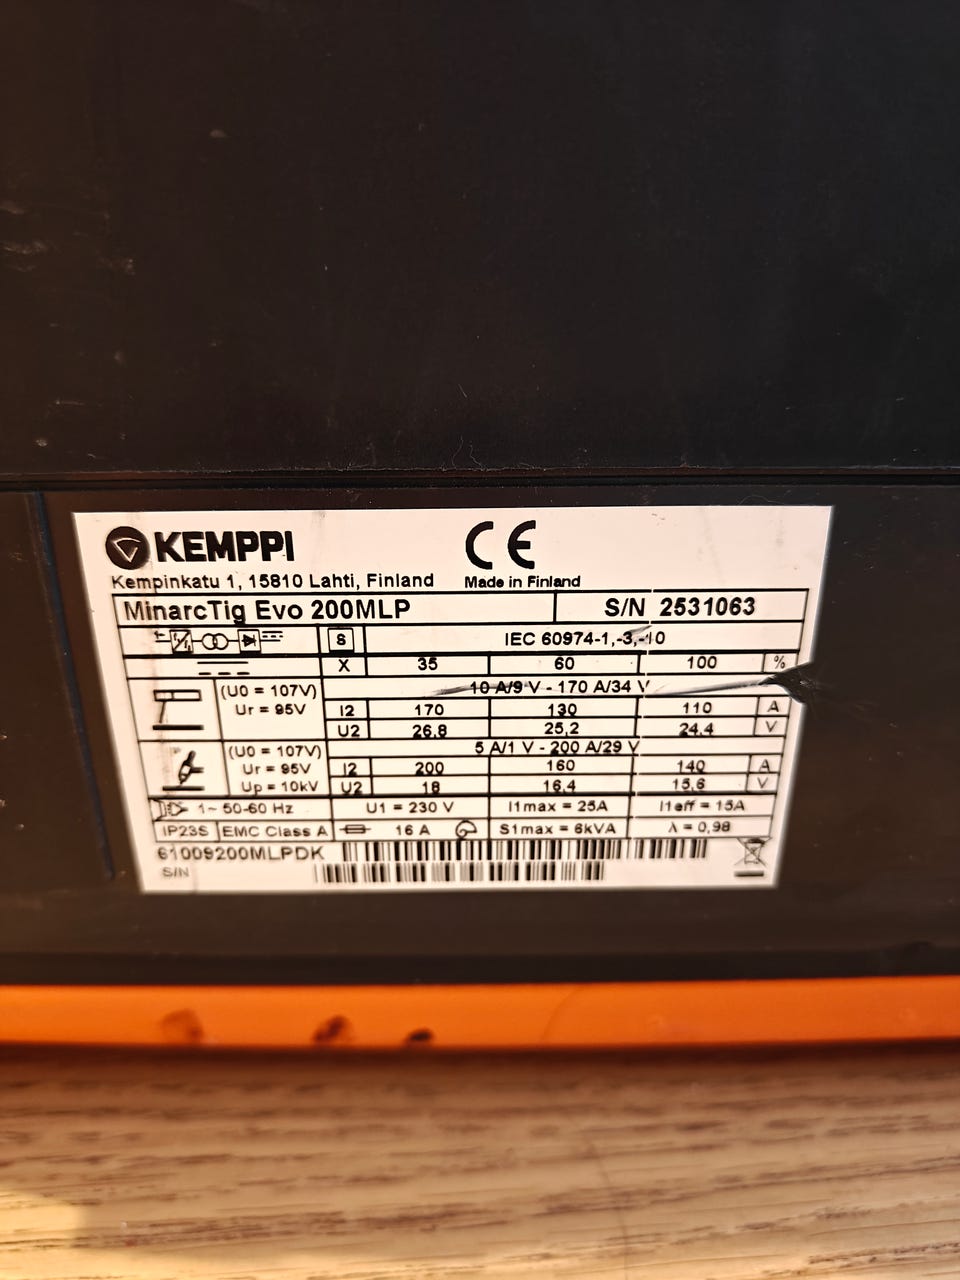 KEMPPI CE
Kempinkatu 1, 15810 Lahti, Finland Made in Finland
MinarcTig Evo 200MLP S/N 2531063
S IEC 60974-1,-3,-10
X 35 60 100 %
(U0 = 107V) 10 A/9 V - 170 A/34 V
Ur = 95V I2 170 130 110 A
U2 26,8 25,2 24,4 V
(U0 = 107V) 5 A/1 V - 200 A/29 V
Ur = 95V I2 200 160 140 A
Up = 10kV U2 18 16,4 15,6 V
1~ 50-60 Hz U1 = 230 V I1max = 25A I1eff = 15A
IP23S EMC Class A 16 A S1max = 6kVA λ = 0,98
61009200MLPDK
S/N